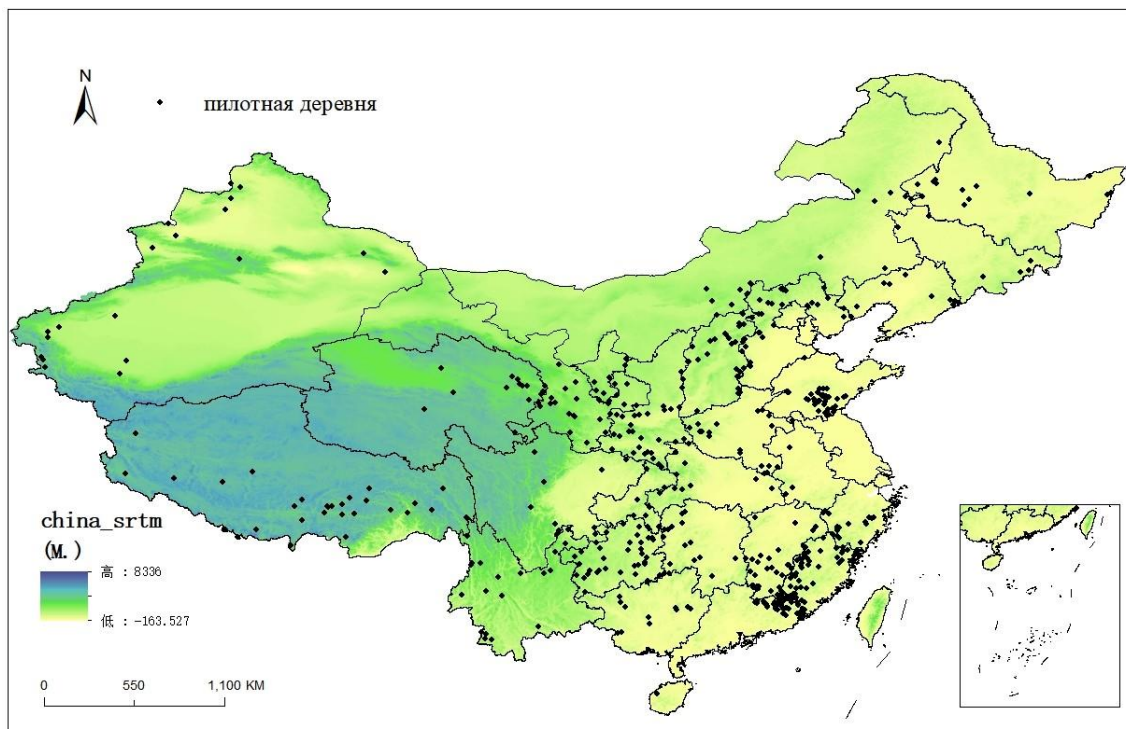 N
пилотная деревня
china_srtm
(M.)
高 : 8336
低 : -163.527
0 550 1,100 KM